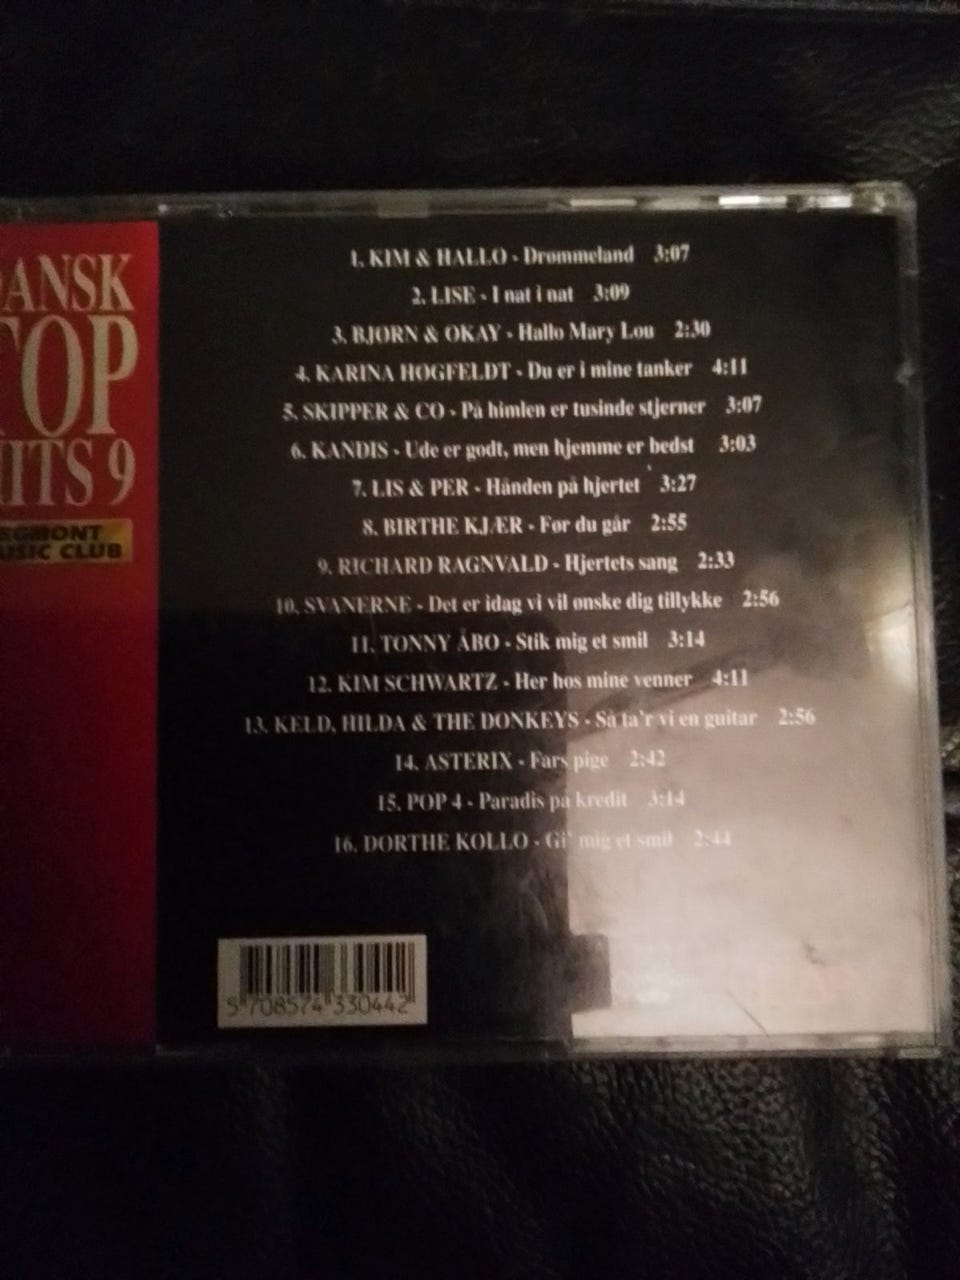 DANSK
TOP
HITS 9
EGMONT
MUSIC CLUB
1. KIM & HALLO - Drømmeland 3:07
2. LISE - I nat i nat 3:09
3. BJØRN & OKAY - Hallo Mary Lou 2:30
4. KARINA HØGFELDT - Du er i mine tanker 4:11
5. SKIPPER & CO - På himlen er tusinde stjerner 3:07
6. KANDIS - Ude er godt, men hjemme er bedst 3:03
7. LIS & PER - Hånden på hjertet 3:27
8. BIRTHE KJÆR - Før du går 2:55
9. RICHARD RAGNVALD - Hjertets sang 2:33
10. SVANERNE - Det er idag vi vil ønske dig tillykke 2:56
11. TONNY ÅBO - Stik mig et smil 3:14
12. KIM SCHWARTZ - Her hos mine venner 4:11
13. KELD, HILDA & THE DONKEYS - Så ta'r vi en guitar 2:56
14. ASTERIX - Fars pige 2:42
15. POP 4 - Paradis på kredit 3:14
16. DORTHE KOLLO - Gi' mig et smil 2:44
5 708574 330442